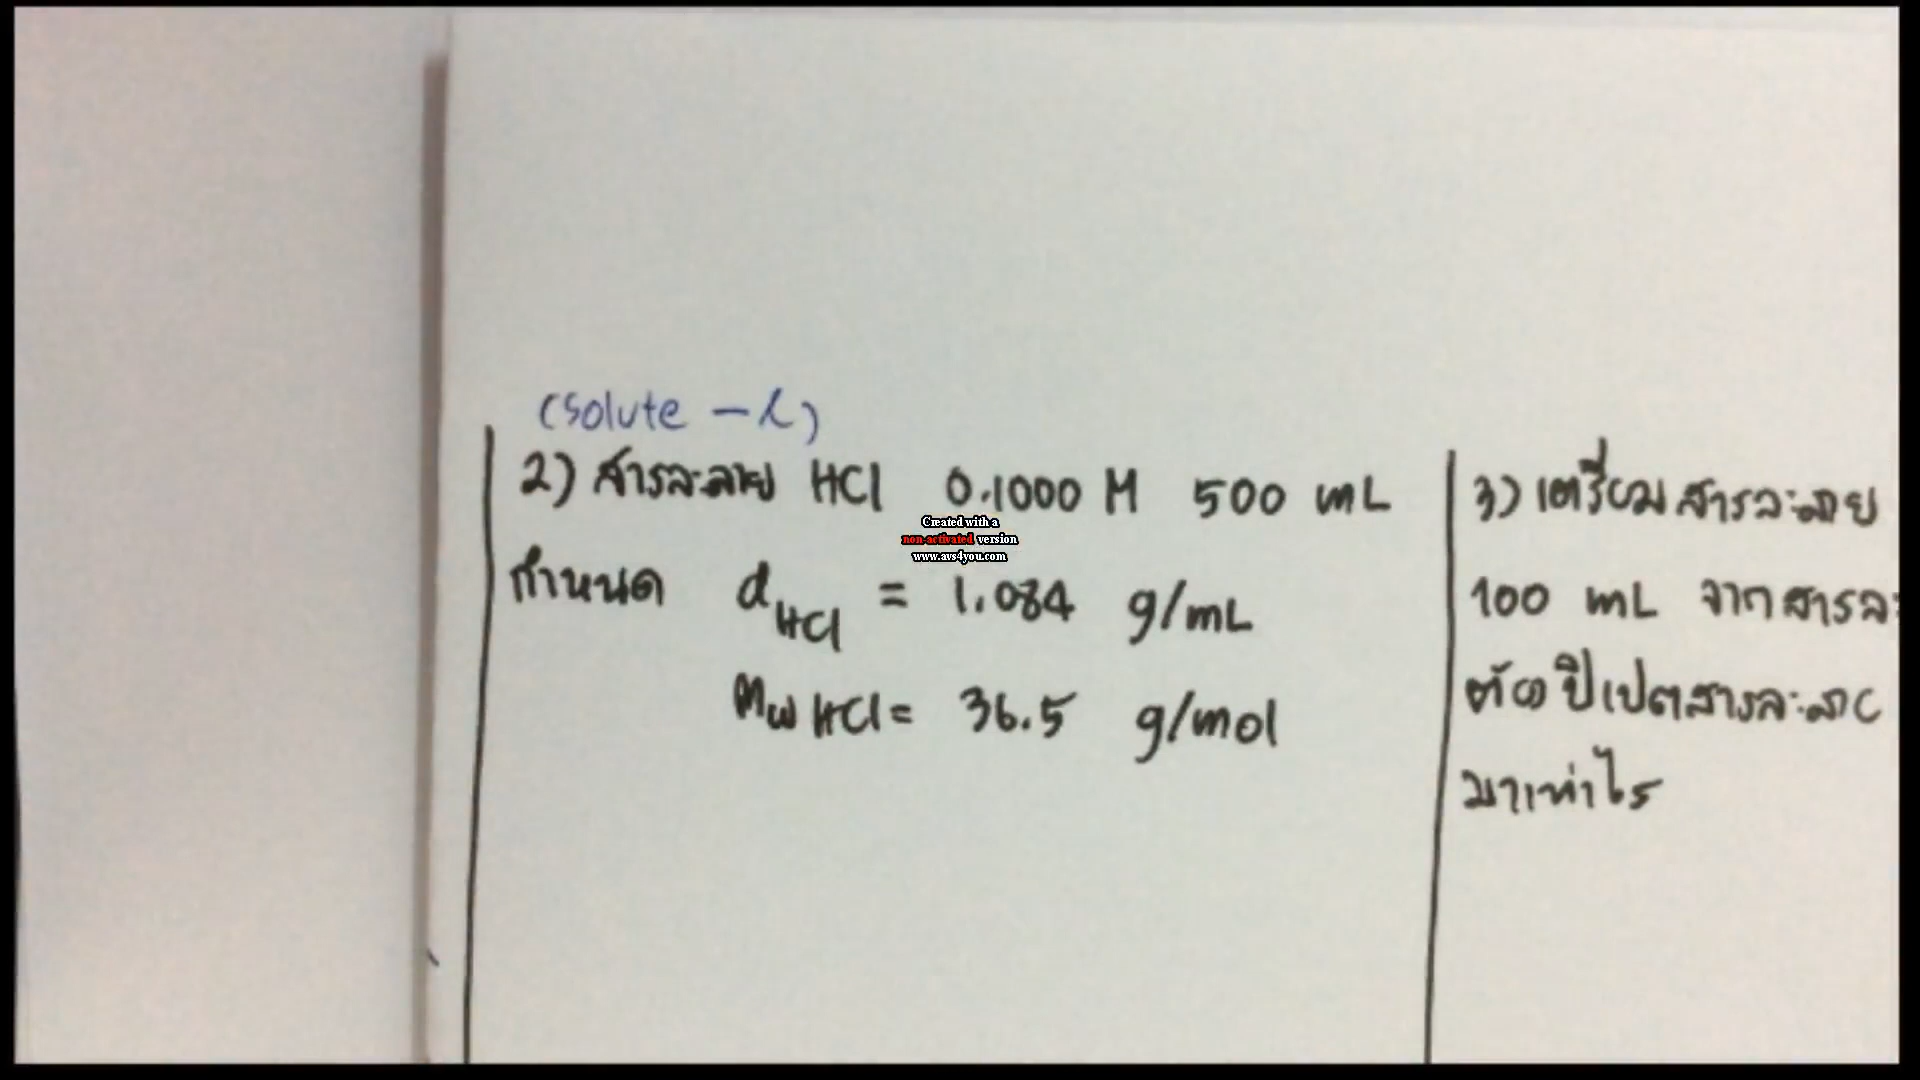 (solute - l)
2) สารละลาย HCl 0.1000 M 500 mL
กำหนด d HCl = 1.084 g/mL
Mw HCl = 36.5 g/mol
3) เตรียมสารละลาย
100 mL จากสารละ
ต้องปิเปตสารละลาย
มาเท่าไร
Created with a
non-activated version
www.avs4you.com